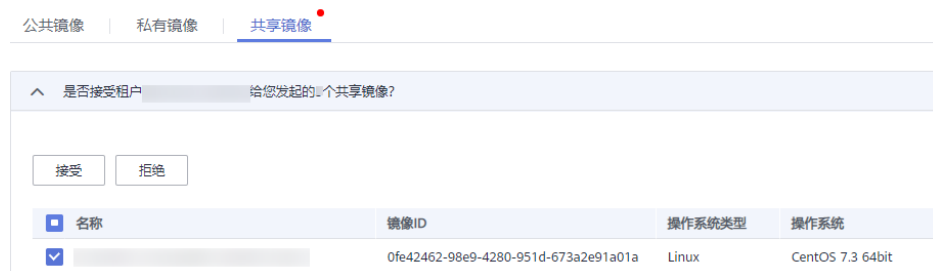 公共镜像 私有镜像 共享镜像
是否接受租户 给您发起的 个共享镜像?
接受 拒绝
名称 镜像ID 操作系统类型 操作系统
0fe42462-98e9-4280-951d-673a2e91a01a Linux CentOS 7.3 64bit